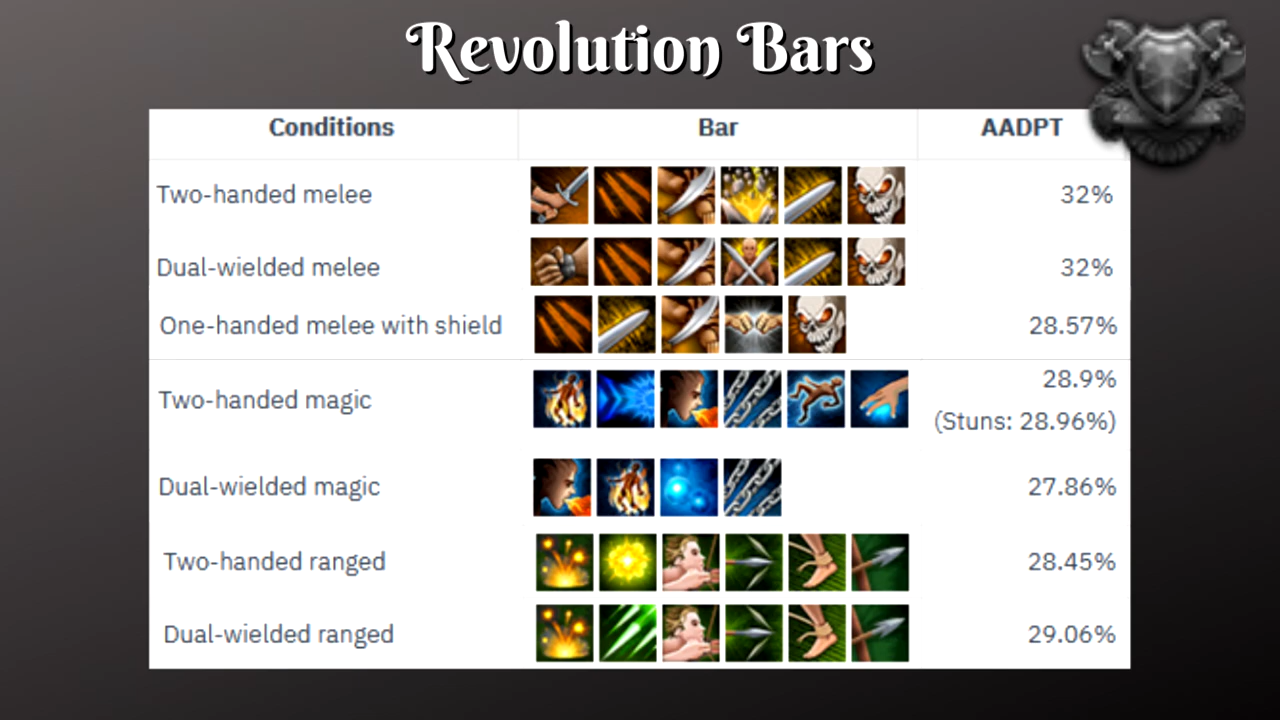 Revolution Bars
Conditions Bar AADPT
Two-handed melee 32%
Dual-wielded melee 32%
One-handed melee with shield 28.57%
Two-handed magic 28.9%
(Stuns: 28.96%)
Dual-wielded magic 27.86%
Two-handed ranged 28.45%
Dual-wielded ranged 29.06%